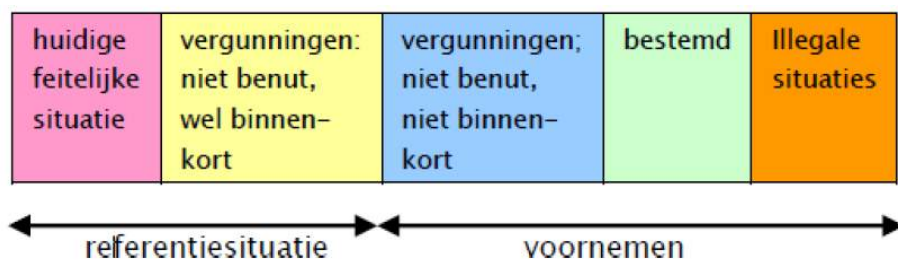 huidige
feitelijke
situatie
vergunningen:
niet benut,
wel binnen-
kort
vergunningen;
niet benut,
niet binnen-
kort
bestemd
Illegale
situaties
referentiesituatie
voornemen